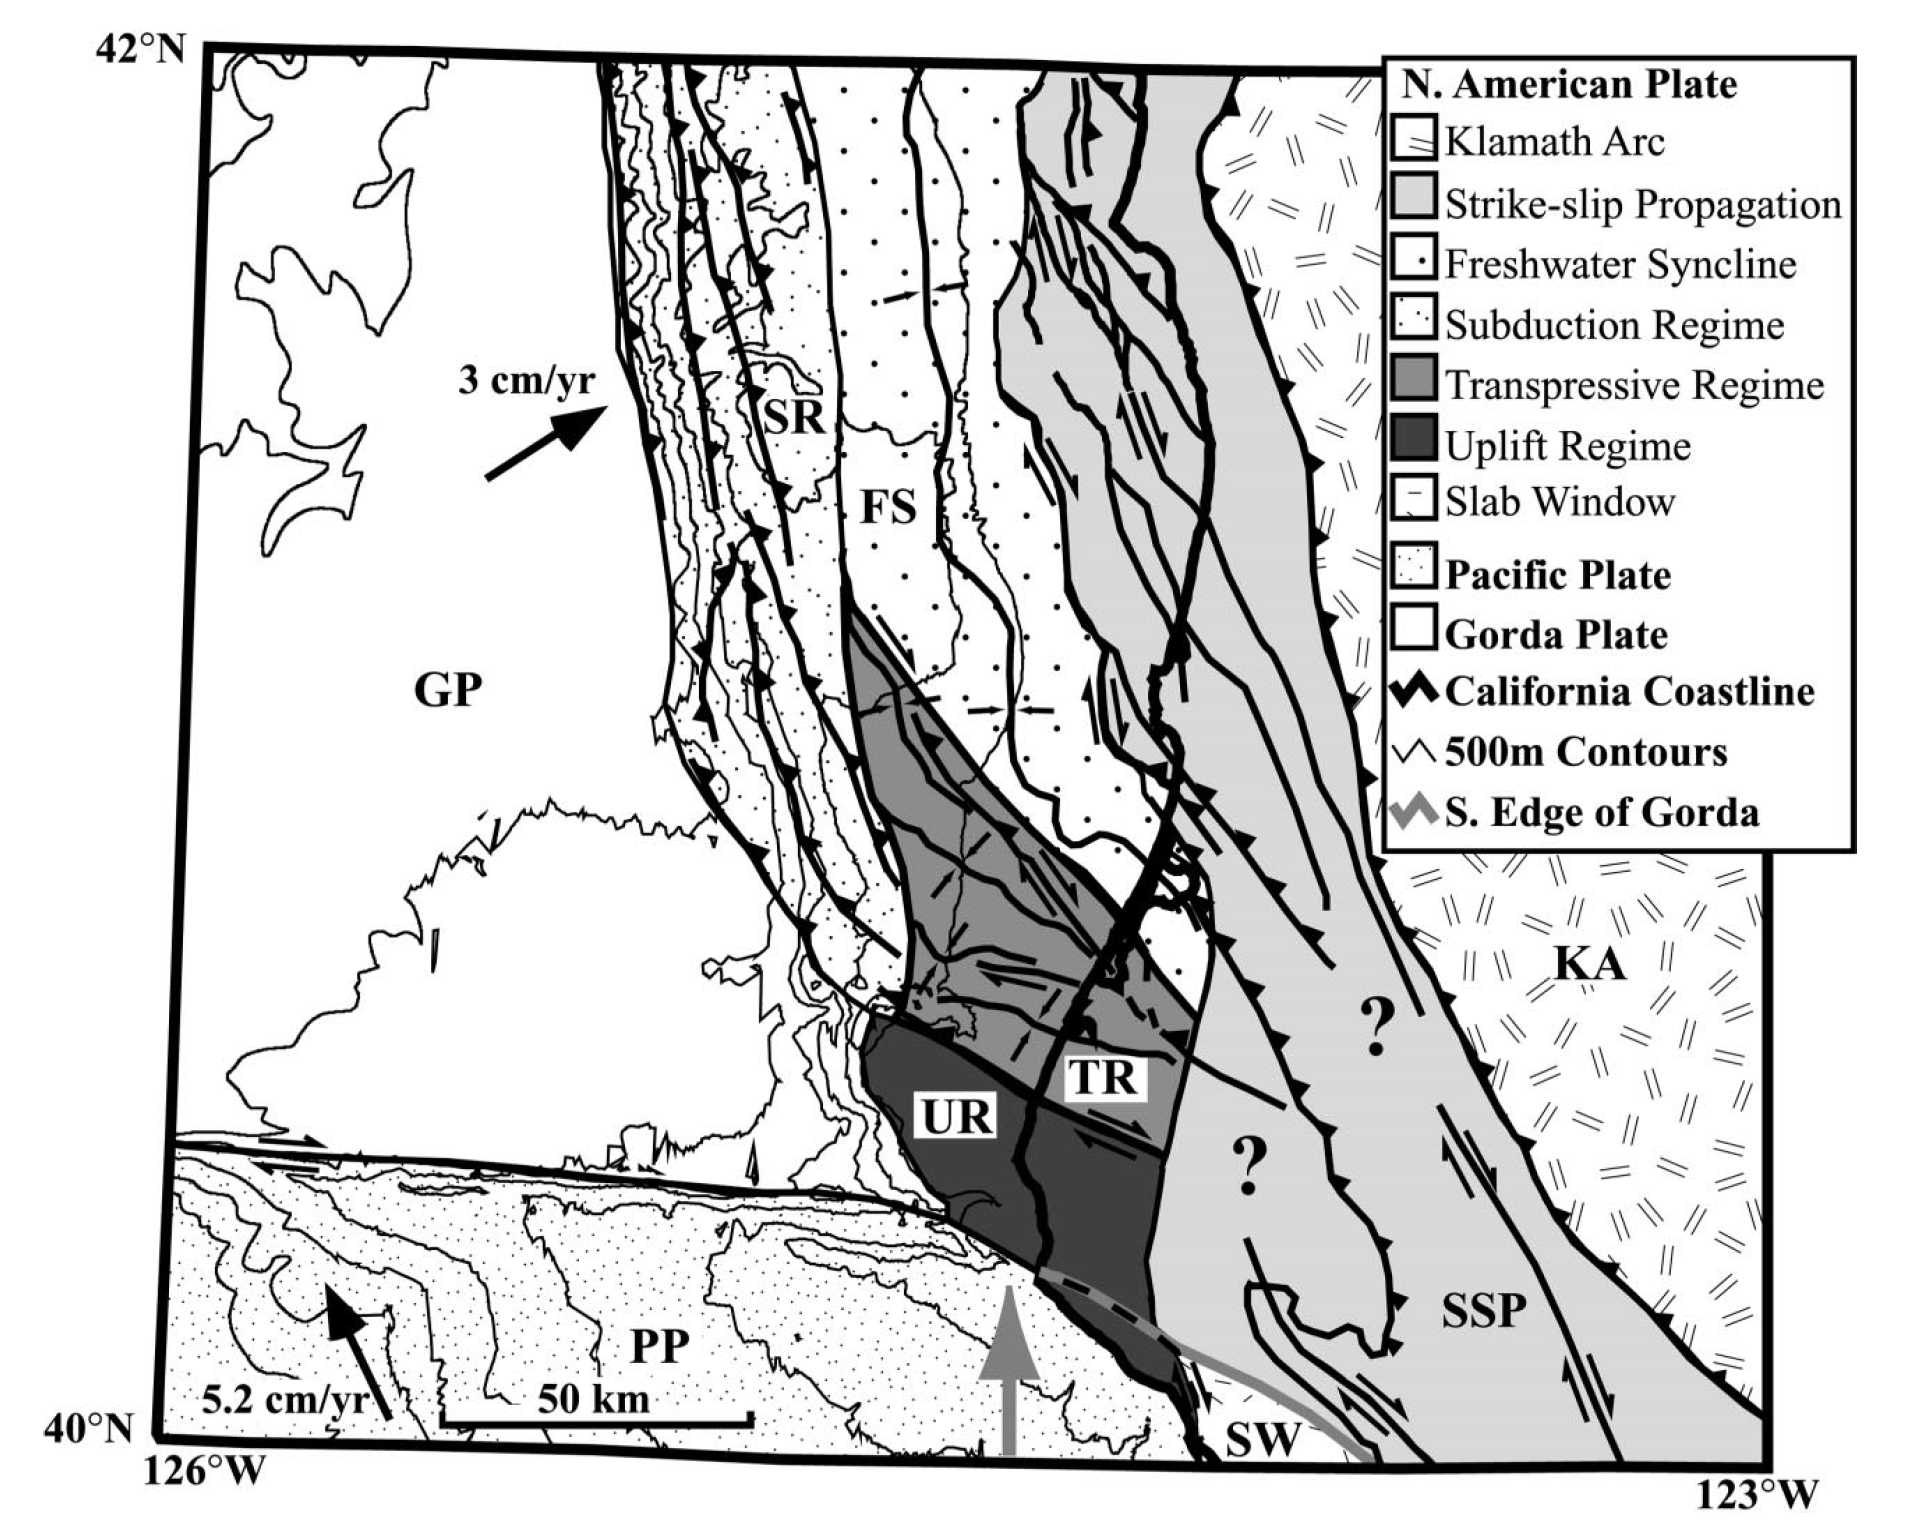 42°N
N. American Plate
Klamath Arc
Strike-slip Propagation
Freshwater Syncline
Subduction Regime
Transpressive Regime
Uplift Regime
Slab Window
Pacific Plate
Gorda Plate
California Coastline
500m Contours
S. Edge of Gorda
3 cm/yr
SR
FS
GP
KA
?
TR
UR
?
SSP
PP
5.2 cm/yr
50 km
SW
40°N
126°W
123°W